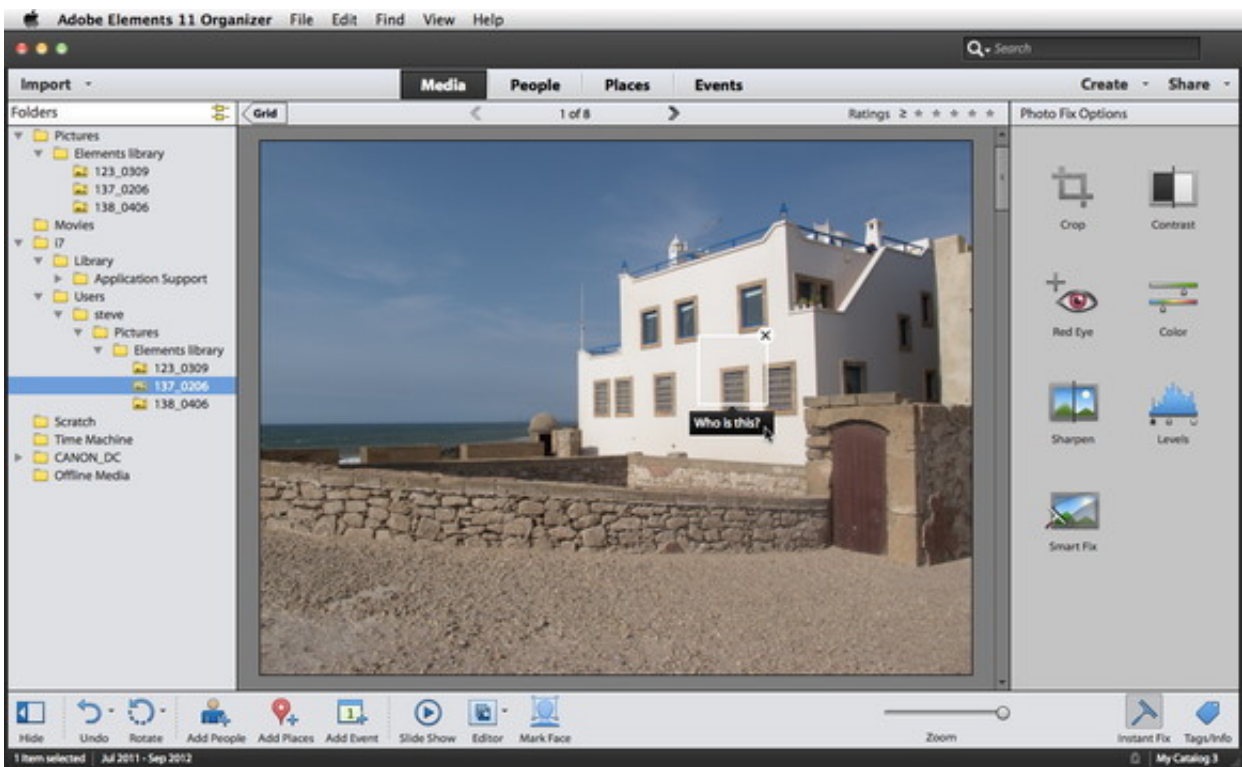 Adobe Elements 11 Organizer File Edit Find View Help
Search
Import Media People Places Events Create Share
Folders Grid 1 of 8 Ratings ≥ Photo Fix Options
Pictures
Elements library
123_0309
137_0206
138_0406
Movies
i7
Library
Application Support
Users
steve
Pictures
Elements library
123_0309
137_0206
138_0406
Scratch
Time Machine
CANON_DC
Offline Media
Who is this?
Crop Contrast
Red Eye Color
Sharpen Levels
Smart Fix
1
Hide Undo Rotate Add People Add Places Add Event Slide Show Editor Mark Face Zoom Instant Fix Tags/Info
1 Item selected Jul 2011 - Sep 2012 My Catalog 3